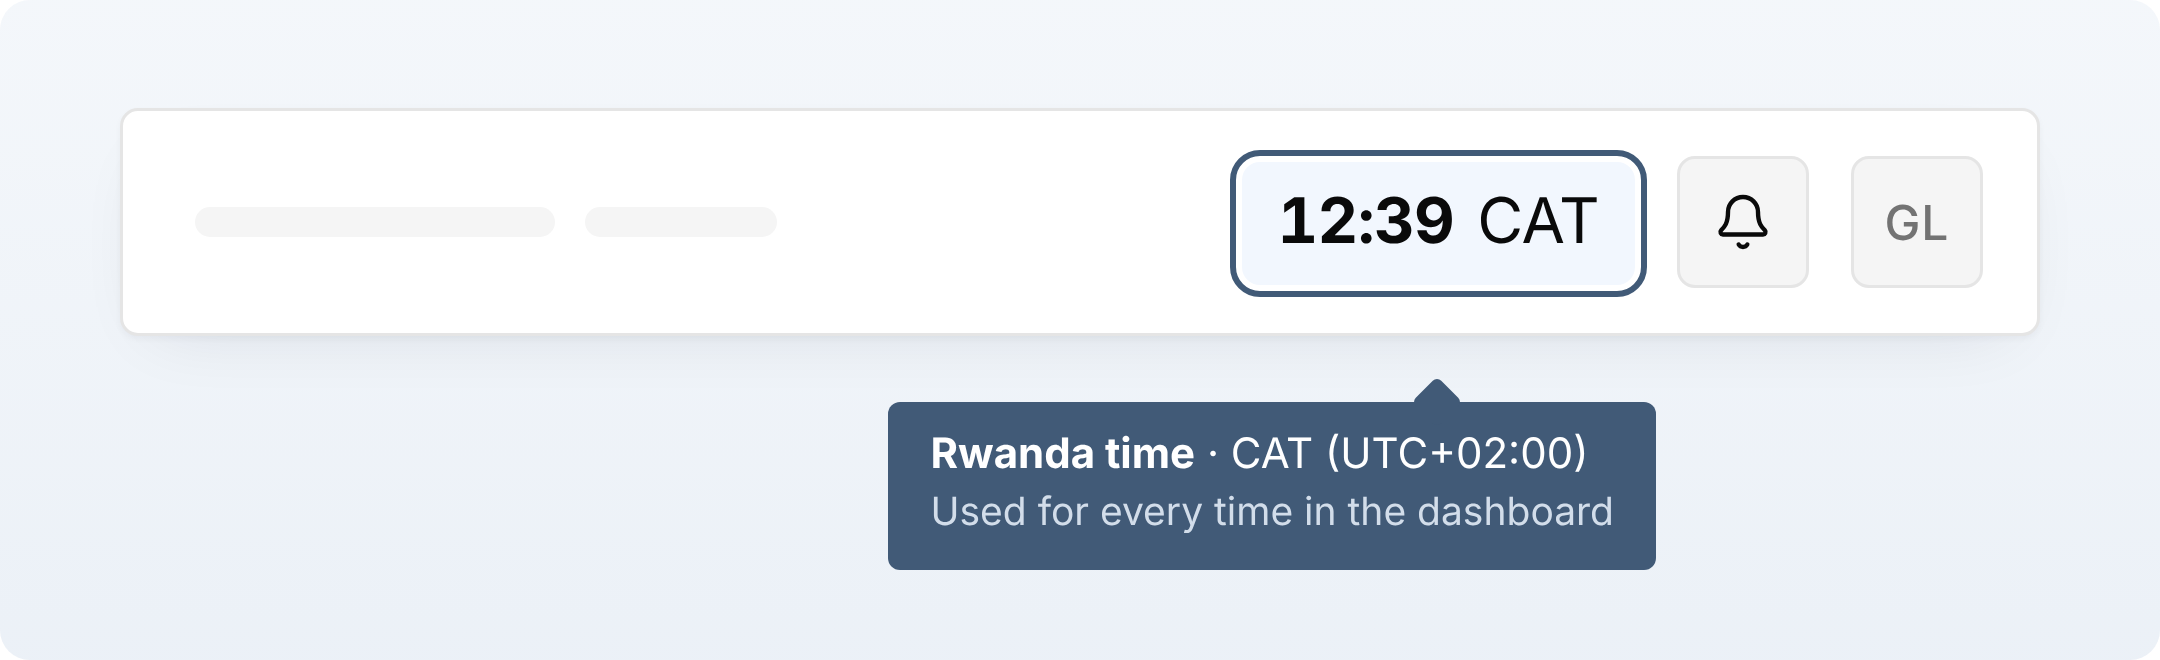 12:39 CAT
GL
Rwanda time · CAT (UTC+02:00)
Used for every time in the dashboard